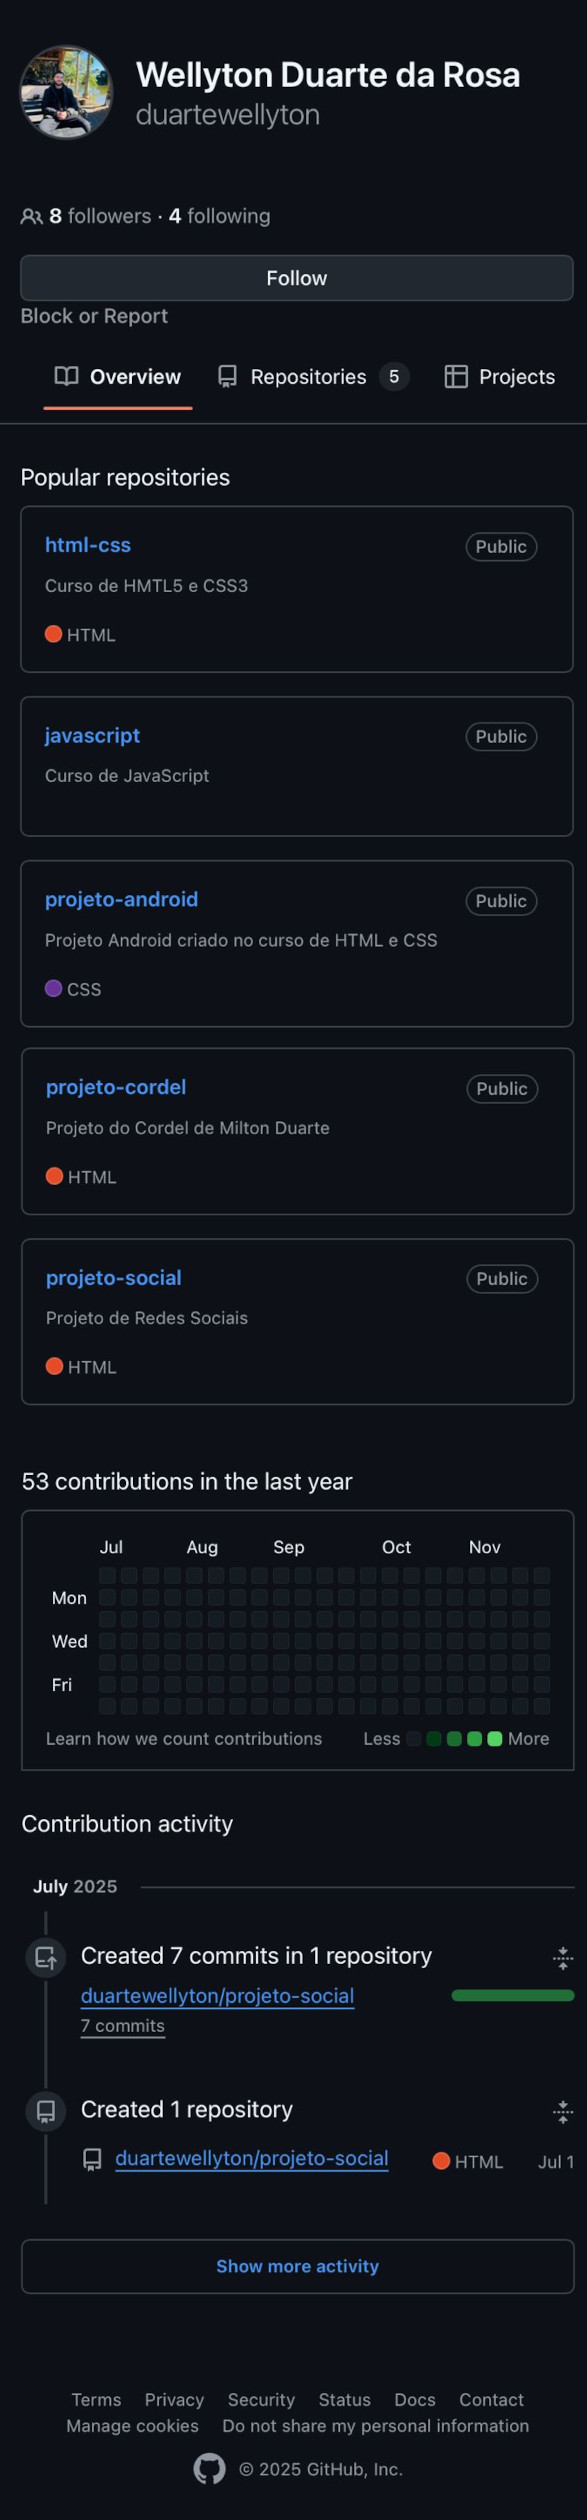 Wellyton Duarte da Rosa
duartewellyton
8 followers · 4 following
Follow
Block or Report
Overview Repositories 5 Projects
Popular repositories
html-css Public
Curso de HMTL5 e CSS3
HTML
javascript Public
Curso de JavaScript
projeto-android Public
Projeto Android criado no curso de HTML e CSS
CSS
projeto-cordel Public
Projeto do Cordel de Milton Duarte
HTML
projeto-social Public
Projeto de Redes Sociais
HTML
53 contributions in the last year
Jul Aug Sep Oct Nov
Mon
Wed
Fri
Learn how we count contributions Less More
Contribution activity
July 2025
Created 7 commits in 1 repository
duartewellyton/projeto-social
7 commits
Created 1 repository
duartewellyton/projeto-social HTML Jul 1
Show more activity
Terms Privacy Security Status Docs Contact
Manage cookies Do not share my personal information
© 2025 GitHub, Inc.